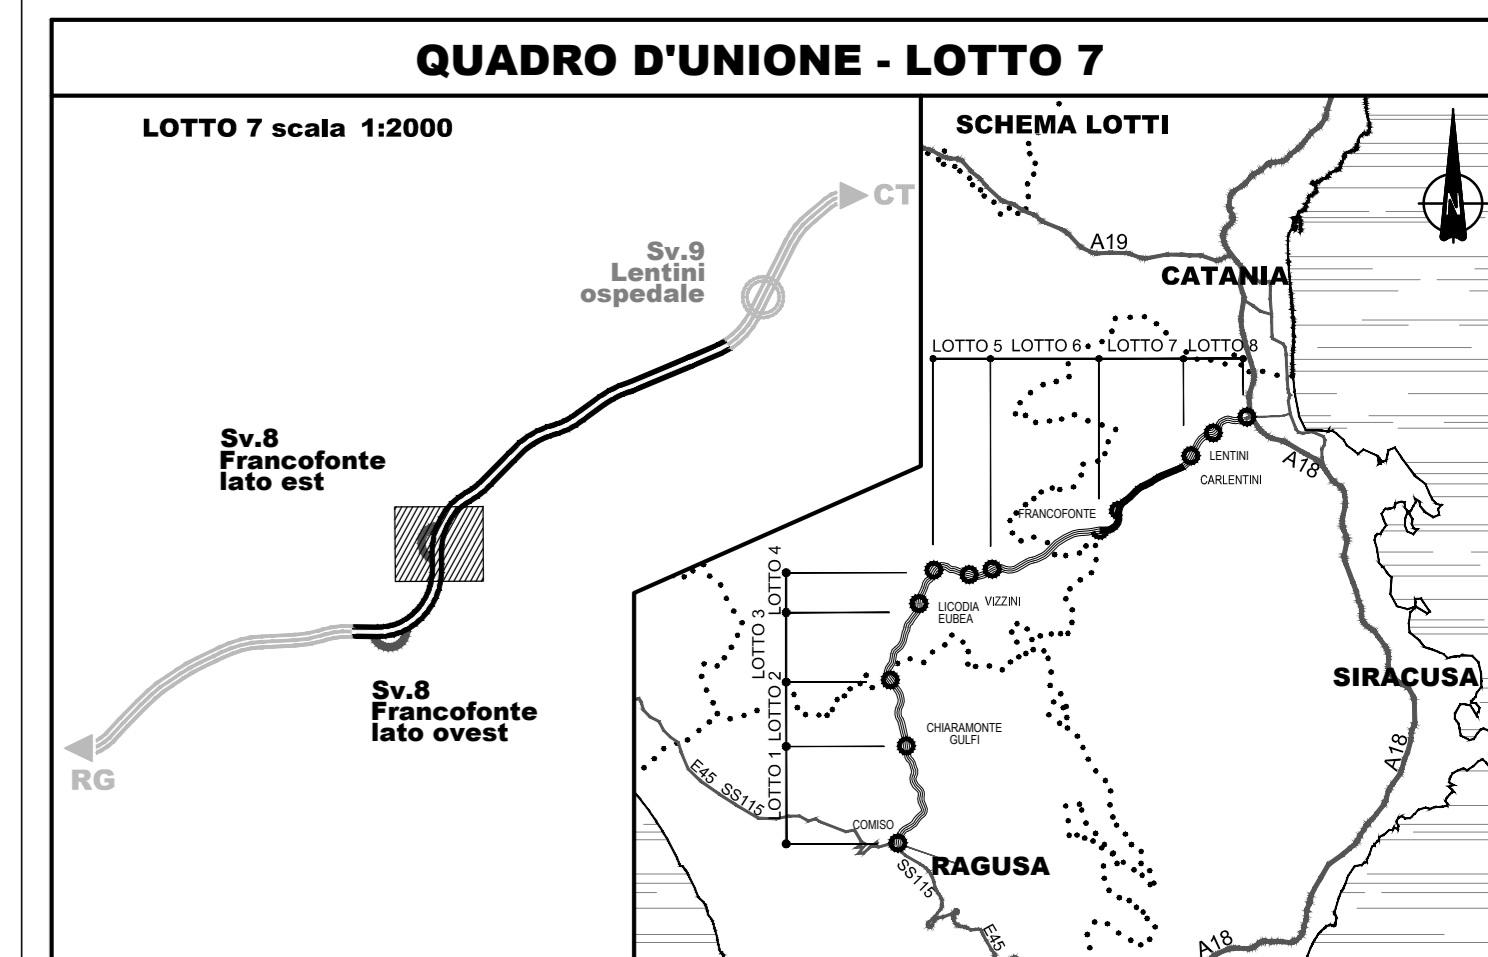 QUADRO D'UNIONE - LOTTO 7
LOTTO 7 scala 1:2000
CT
Sv.9
Lentini
ospedale
Sv.8
Francofonte
lato est
Sv.8
Francofonte
lato ovest
RG
SCHEMA LOTTI
N
A19
CATANIA
LOTTO 5
LOTTO 6
LOTTO 7
LOTTO 8
LENTINI
CARLENTINI
A18
FRANCOFONTE
LOTTO 4
VIZZINI
LICODIA
EUBEA
LOTTO 3
SIRACUSA
LOTTO 2
CHIARAMONTE
GULFI
A18
LOTTO 1
E45
SS115
COMISO
RAGUSA
SS115
E45
A18